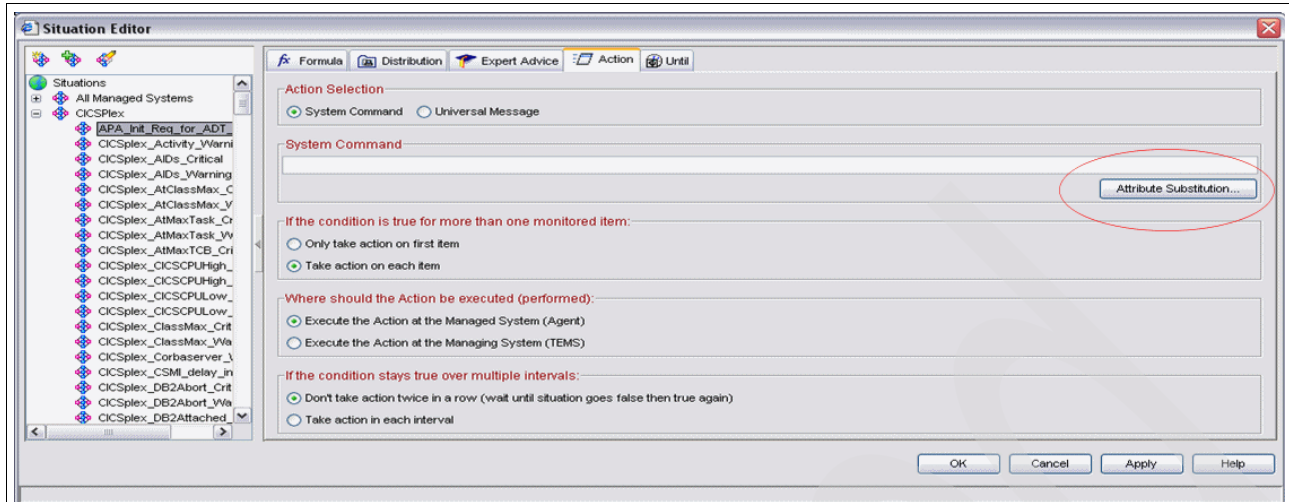 Situation Editor
Formula
Distribution
Expert Advice
Action
Until
Situations
All Managed Systems
CICSPlex
APA_Init_Req_for_ADT_
CICSplex_Activity_Warni
CICSplex_AIDs_Critical
CICSplex_AIDs_Warning
CICSplex_AtClassMax_C
CICSplex_AtClassMax_V
CICSplex_AtMaxTask_Cr
CICSplex_AtMaxTask_W
CICSplex_AtMaxTCB_Cri
CICSplex_CICSCPUHigh_
CICSplex_CICSCPUHigh_
CICSplex_CICSCPULow_
CICSplex_CICSCPULow_
CICSplex_ClassMax_Crit
CICSplex_ClassMax_Wa
CICSplex_Corbaserver_\
CICSplex_CSMI_delay_in
CICSplex_DB2Abort_Crit
CICSplex_DB2Abort_Wa
CICSplex_DB2Attached_
Action Selection
System Command Universal Message
System Command
Attribute Substitution...
If the condition is true for more than one monitored item:
Only take action on first item
Take action on each item
Where should the Action be executed (performed):
Execute the Action at the Managed System (Agent)
Execute the Action at the Managing System (TEMS)
If the condition stays true over multiple intervals:
Don't take action twice in a row (wait until situation goes false then true again)
Take action in each interval
OK Cancel Apply Help